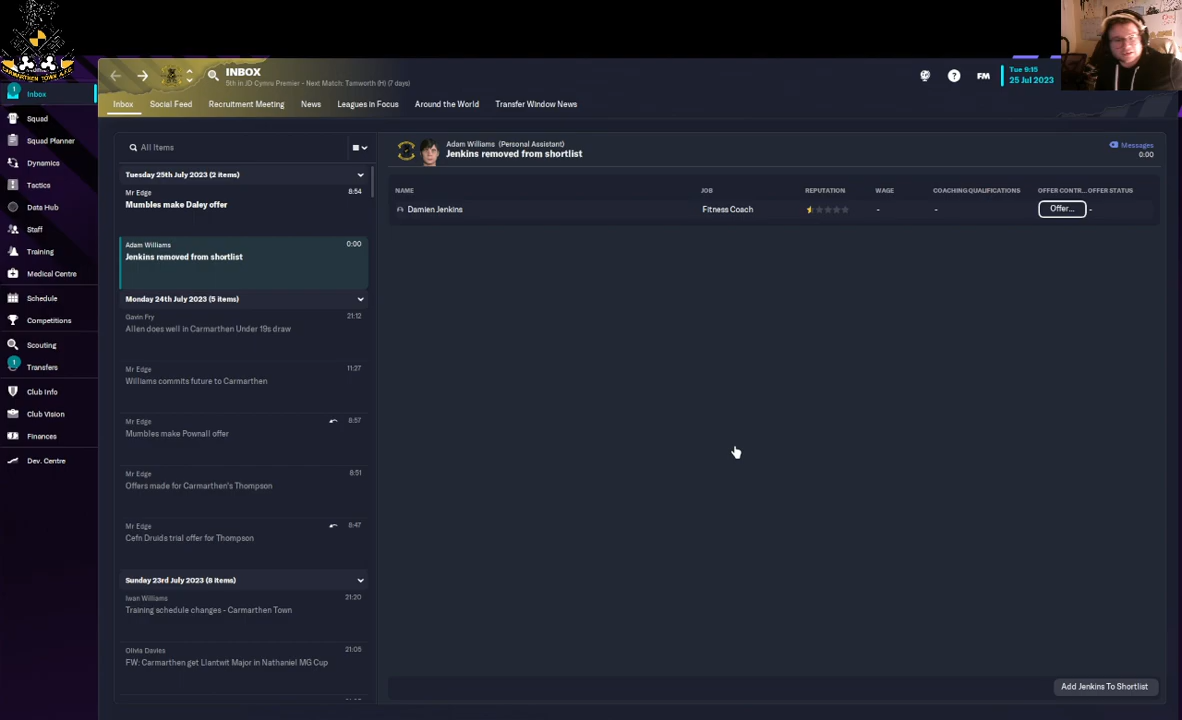 CARMARTHEN TOWN A.F.C.
INBOX
5th in JD Cymru Premier - Next Match: Tamworth (H) (7 days)
FM
Tue 9:15
25 Jul 2023
Inbox
Social Feed
Recruitment Meeting
News
Leagues in Focus
Around the World
Transfer Window News
1
Inbox
Squad
Squad Planner
Dynamics
Tactics
Data Hub
Staff
Training
Medical Centre
Schedule
Competitions
Scouting
1
Transfers
Club Info
Club Vision
Finances
Dev. Centre
All Items
Tuesday 25th July 2023 (2 items)
Mr Edge 8:54
Mumbles make Daley offer
Adam Williams 0:00
Jenkins removed from shortlist
Monday 24th July 2023 (5 items)
Gavin Fry 21:12
Allen does well in Carmarthen Under 19s draw
Mr Edge 11:27
Williams commits future to Carmarthen
Mr Edge 8:57
Mumbles make Pownall offer
Mr Edge 8:51
Offers made for Carmarthen's Thompson
Mr Edge 8:47
Cefn Druids trial offer for Thompson
Sunday 23rd July 2023 (8 items)
Iwan Williams 21:20
Training schedule changes - Carmarthen Town
Olivia Davies 21:05
FW: Carmarthen get Llantwit Major in Nathaniel MG Cup
Adam Williams (Personal Assistant)
Jenkins removed from shortlist
Messages
0:00
NAME JOB REPUTATION WAGE COACHING QUALIFICATIONS OFFER CONTR... OFFER STATUS
Damien Jenkins Fitness Coach - - Offer... -
Add Jenkins To Shortlist